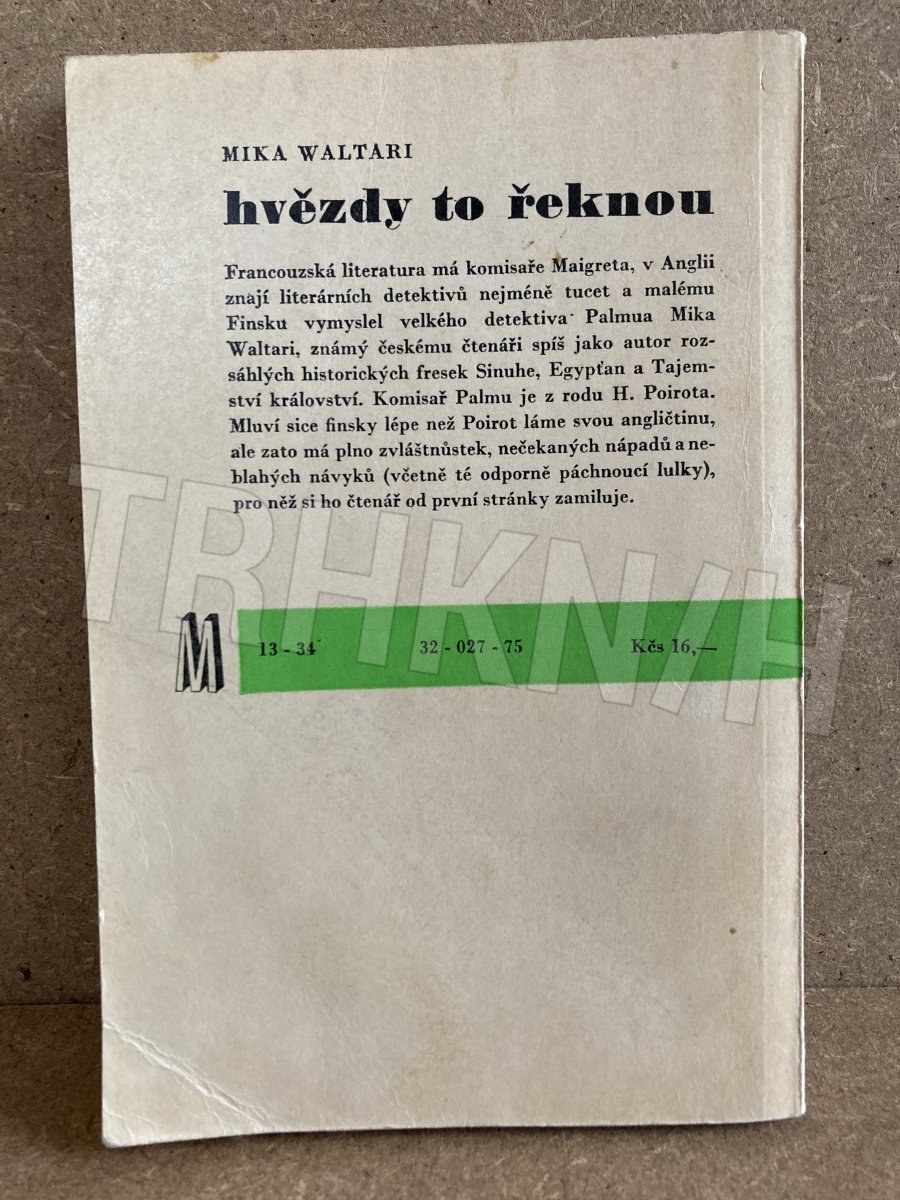 MIKA WALTARI
hvězdy to řeknou
Francouzská literatura má komisaře Maigreta, v Anglii
znají literárních detektivů nejméně tucet a malému
Finsku vymyslel velkého detektiva Palmua Mika
Waltari, známý českému čtenáři spíš jako autor roz-
sáhlých historických fresek Sinuhe, Egypťan a Tajem-
ství království. Komisař Palmu je z rodu H. Poirota.
Mluví sice finsky lépe než Poirot láme svou angličtinu,
ale zato má plno zvláštnůstek, nečekaných nápadů a ne-
blahých návyků (včetně té odporně páchnoucí lulky),
pro něž si ho čtenář od první stránky zamiluje.
TRHKNIH
M 13 - 34 32 - 027 - 75 Kčs 16,—